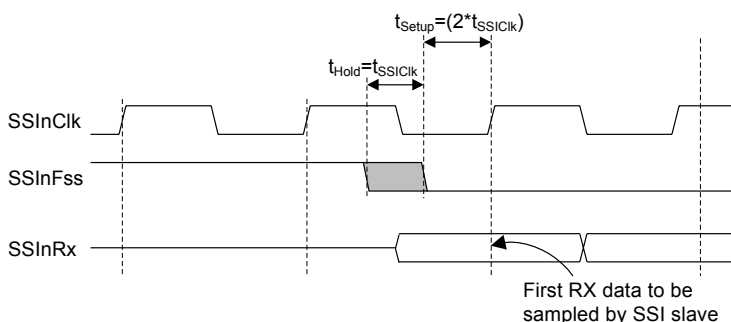 tSetup=(2*tSSIClk)
tHold=tSSIClk
SSInClk
SSInFss
SSInRx
First RX data to be
sampled by SSI slave